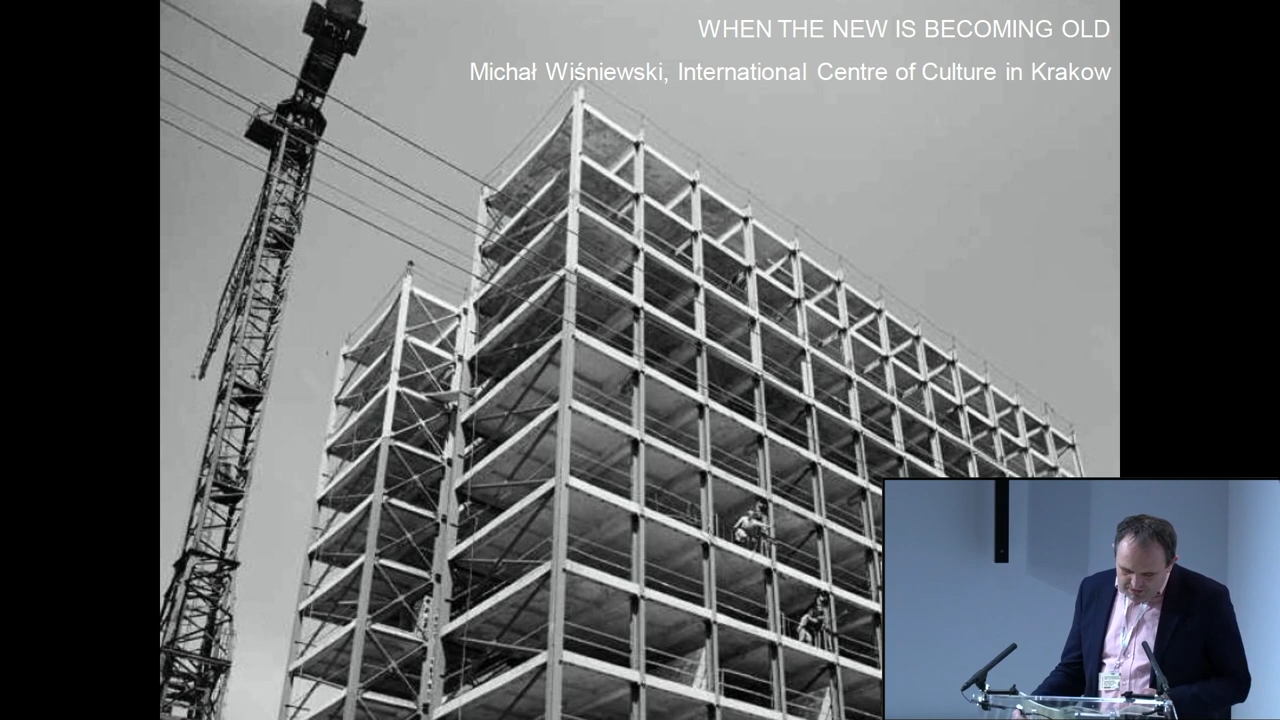 WHEN THE NEW IS BECOMING OLD
Michał Wiśniewski, International Centre of Culture in Krakow